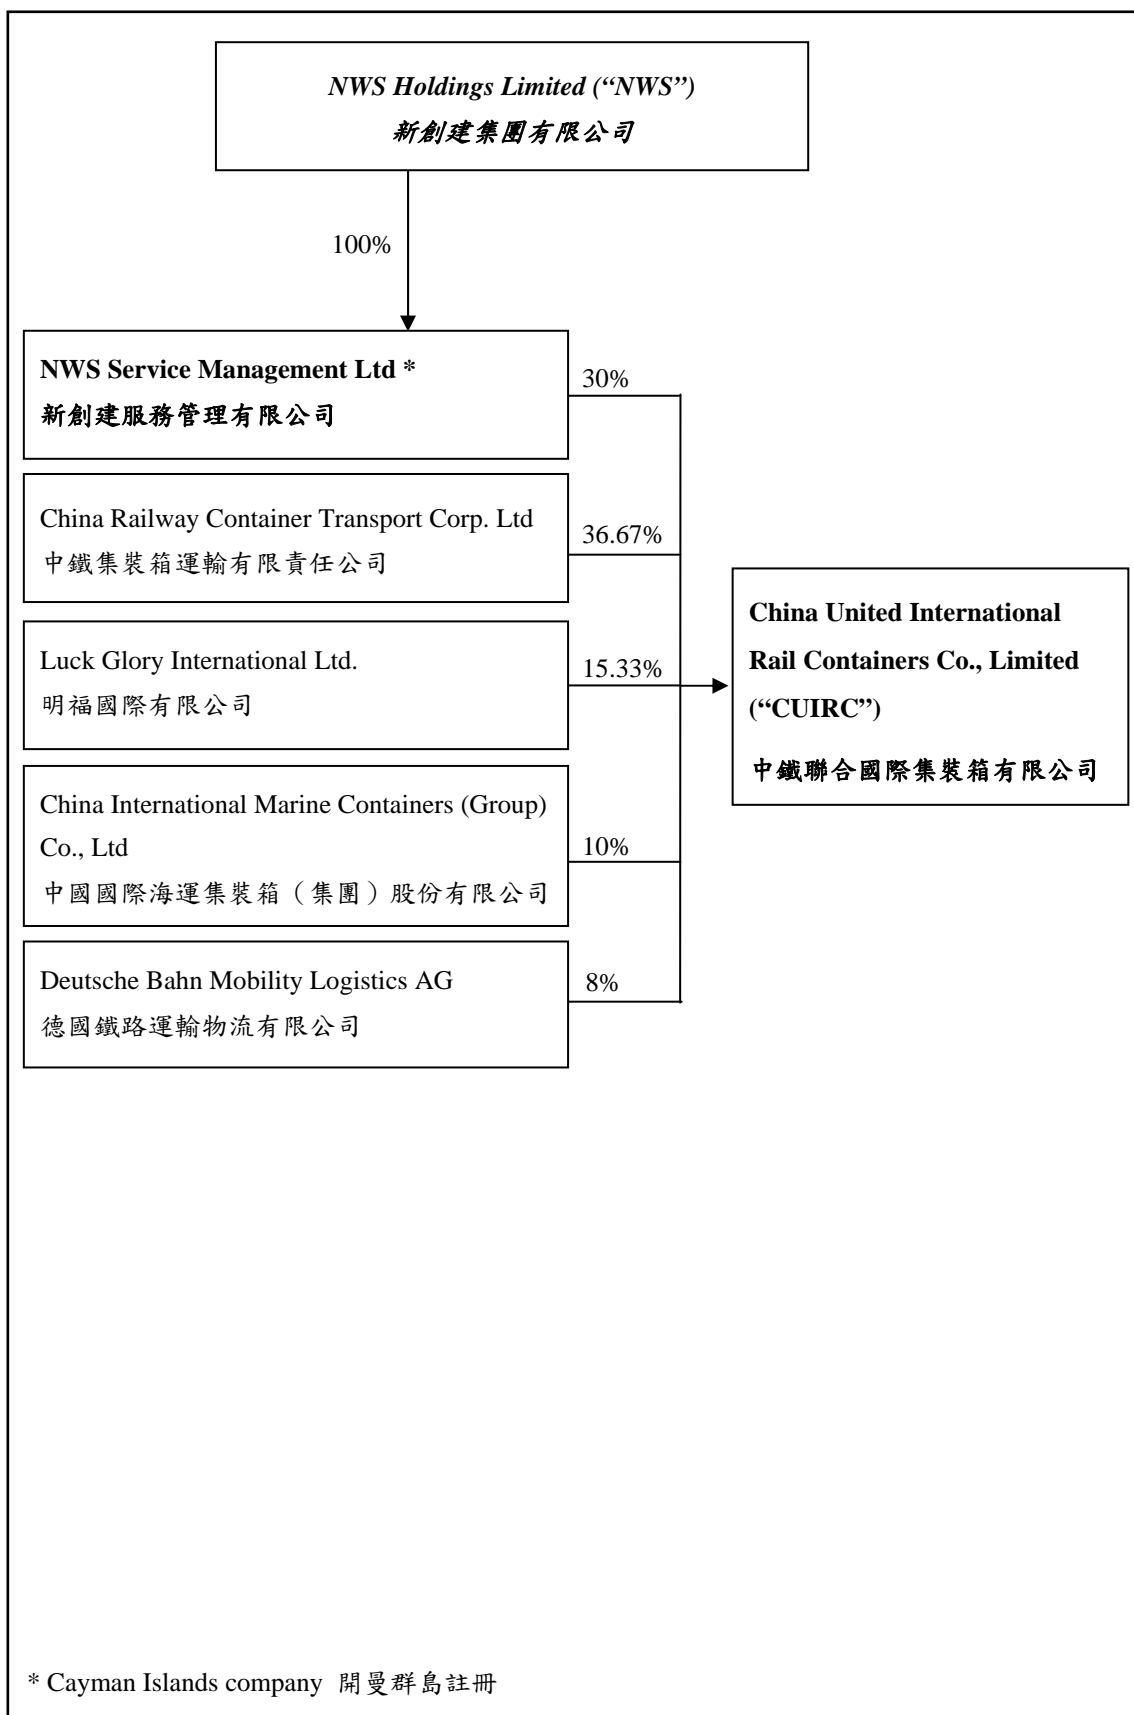 NWS Holdings Limited (“NWS”)
新創建集團有限公司
100%
NWS Service Management Ltd *
新創建服務管理有限公司
30%
China Railway Container Transport Corp. Ltd
中鐵集裝箱運輸有限責任公司
36.67%
Luck Glory International Ltd.
明福國際有限公司
15.33%
China International Marine Containers (Group)
Co., Ltd
中國國際海運集裝箱（集團）股份有限公司
10%
Deutsche Bahn Mobility Logistics AG
德國鐵路運輸物流有限公司
8%
China United International
Rail Containers Co., Limited
(“CUIRC”)
中鐵聯合國際集裝箱有限公司
* Cayman Islands company 開曼群島註冊